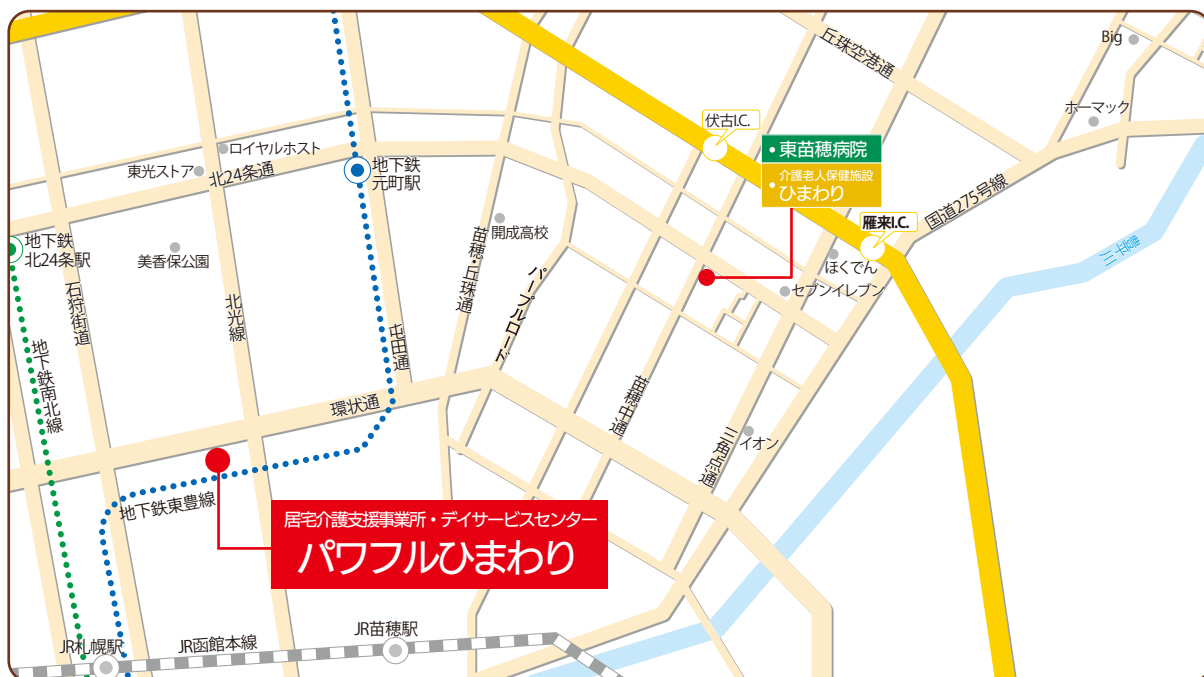 Big
丘珠空港通
ホーマック
伏古I.C.
・東苗穂病院
・介護老人保健施設
ひまわり
国道275号線
雁来I.C.
豊平川
ロイヤルホスト
東光ストア
北24条通
地下鉄
元町駅
地下鉄
北24条駅
美香保公園
開成高校
苗穂・丘珠通
パープルロード
ほくでん
セブンイレブン
石狩街道
北光線
屯田通
地下鉄南北線
環状通
苗穂中通
三角点通
イオン
地下鉄東豊線
居宅介護支援事業所・デイサービスセンター
パワフルひまわり
JR札幌駅
JR函館本線
JR苗穂駅